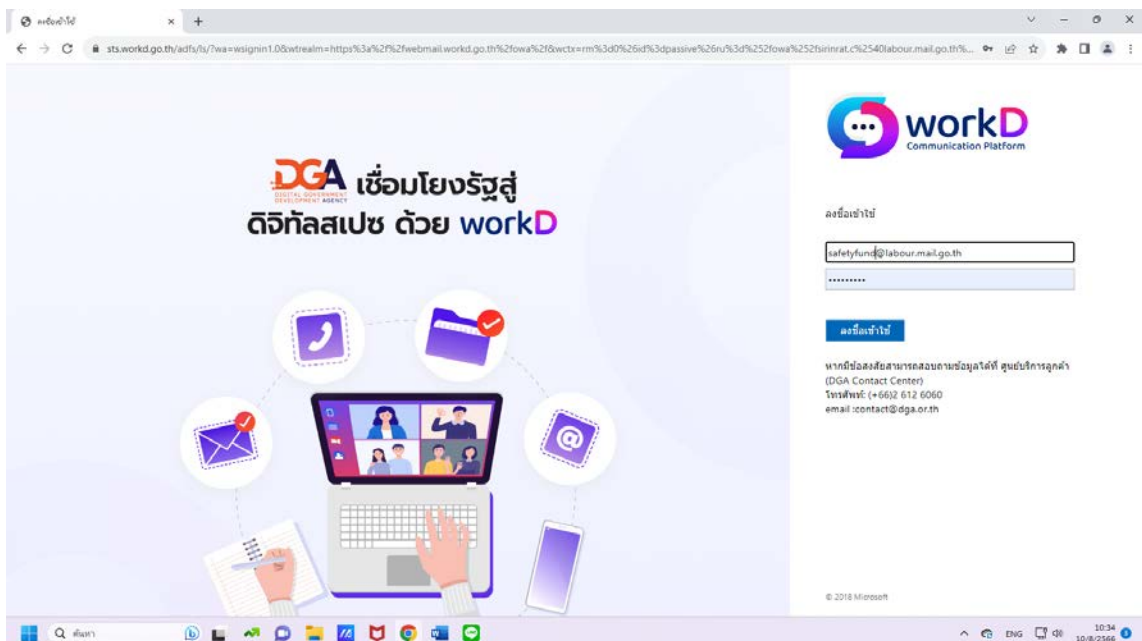 ลงชื่อเข้าใช้
sts.workd.go.th/adfs/ls/?wa=wsignin1.0&wtrealm=https%3a%2f%2fwebmail.workd.go.th%2fowa%2f&wctx=rm%3d0%26id%3dpassive%26ru%3d%252fowa%252fsirinrat.c%2540labour.mail.go.th%...
DGA เชื่อมโยงรัฐสู่
DIGITAL GOVERNMENT
DEVELOPMENT AGENCY
ดิจิทัลสเปซ ด้วย workD
workD
Communication Platform
ลงชื่อเข้าใช้
safetyfund@labour.mail.go.th
ลงชื่อเข้าใช้
หากมีข้อสงสัยสามารถสอบถามข้อมูลได้ที่ ศูนย์บริการลูกค้า
(DGA Contact Center)
โทรศัพท์: (+66)2 612 6060
email :contact@dga.or.th
© 2018 Microsoft
ค้นหา
ENG
10:34
10/8/2566